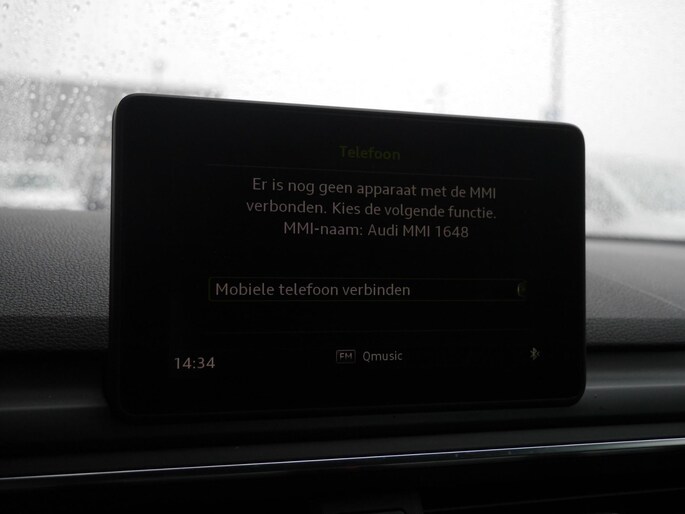 Telefoon
Er is nog geen apparaat met de MMI
verbonden. Kies de volgende functie.
MMI-naam: Audi MMI 1648
Mobiele telefoon verbinden
14:34
FM Qmusic